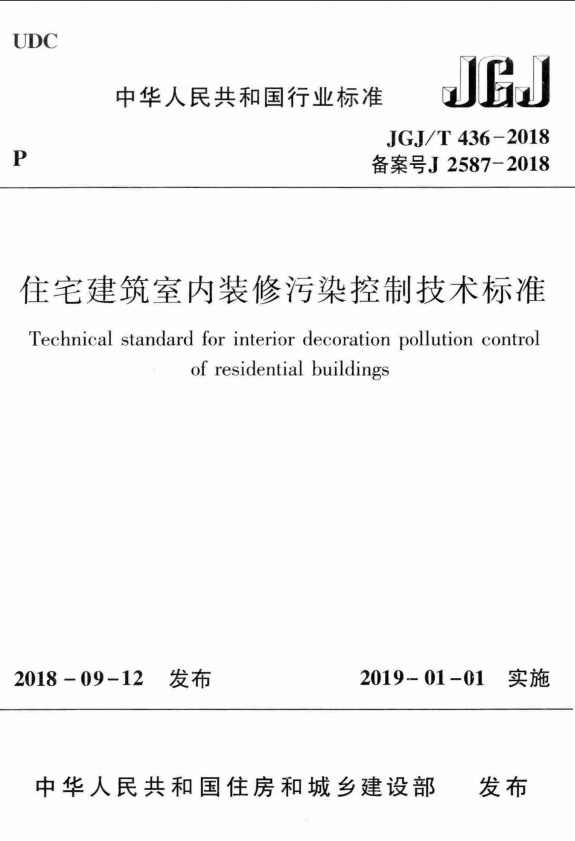 UDC
中华人民共和国行业标准
JGJ
JGJ/T 436-2018
P
备案号J 2587-2018
住宅建筑室内装修污染控制技术标准
Technical standard for interior decoration pollution control
of residential buildings
2018-09-12 发布
2019-01-01 实施
中华人民共和国住房和城乡建设部 发布